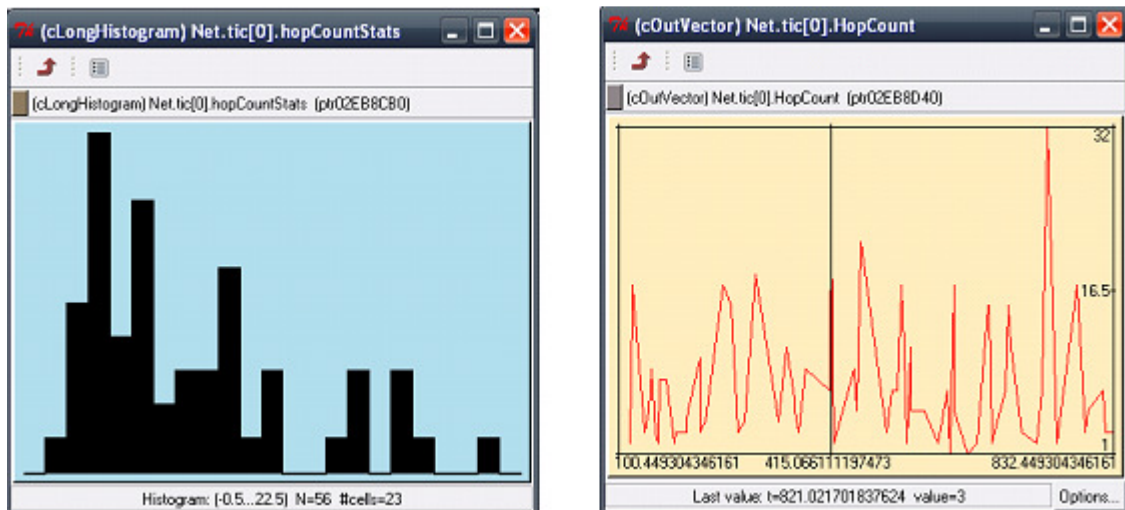 (cLongHistogram) Net.tic[0].hopCountStats
(cLongHistogram) Net.tic[0].hopCountStats (ptr02EB8CB0)
Histogram: (-0.5...22.5) N=56 #cells=23
(cOutVector) Net.tic[0].HopCount
(cOutVector) Net.tic[0].HopCount (ptr02EB8D40)
32
16.5
1
100.449304346161 415.066111197473 832.449304346161
Last value: t=821.021701837624 value=3 Options...